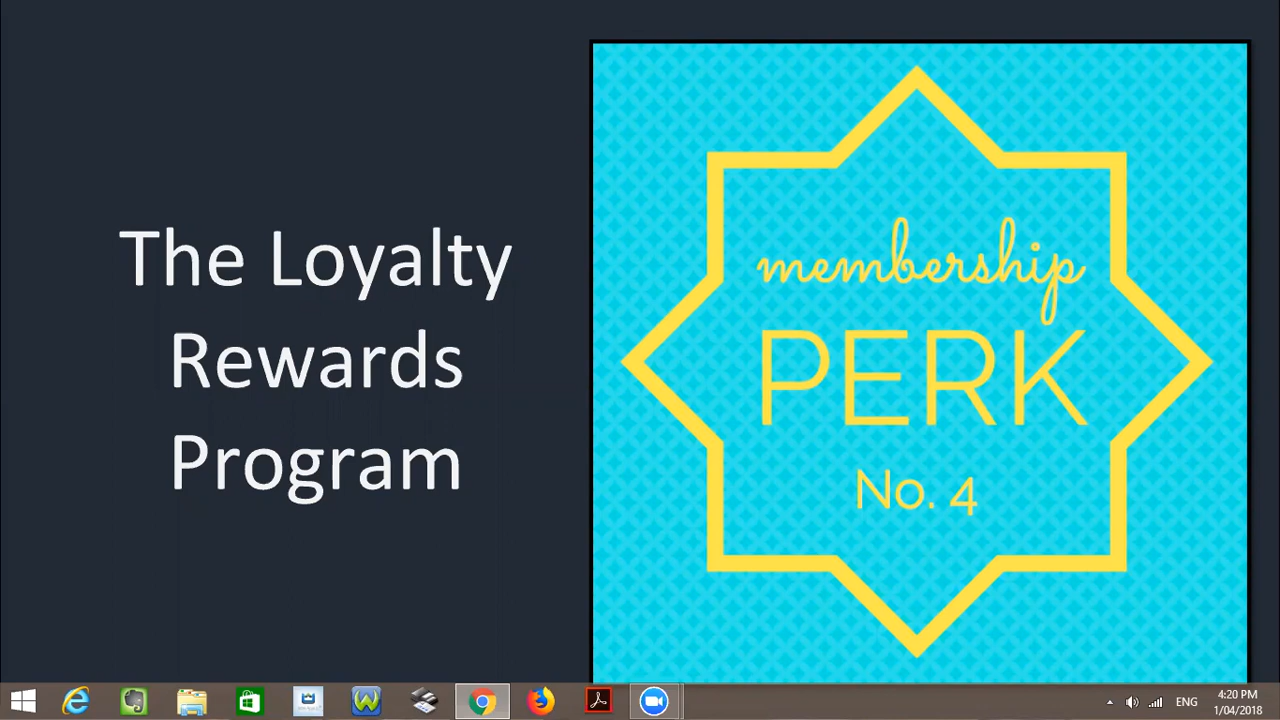 The Loyalty
Rewards
Program
membership
PERK
No. 4
ENG
4:20 PM
1/04/2018